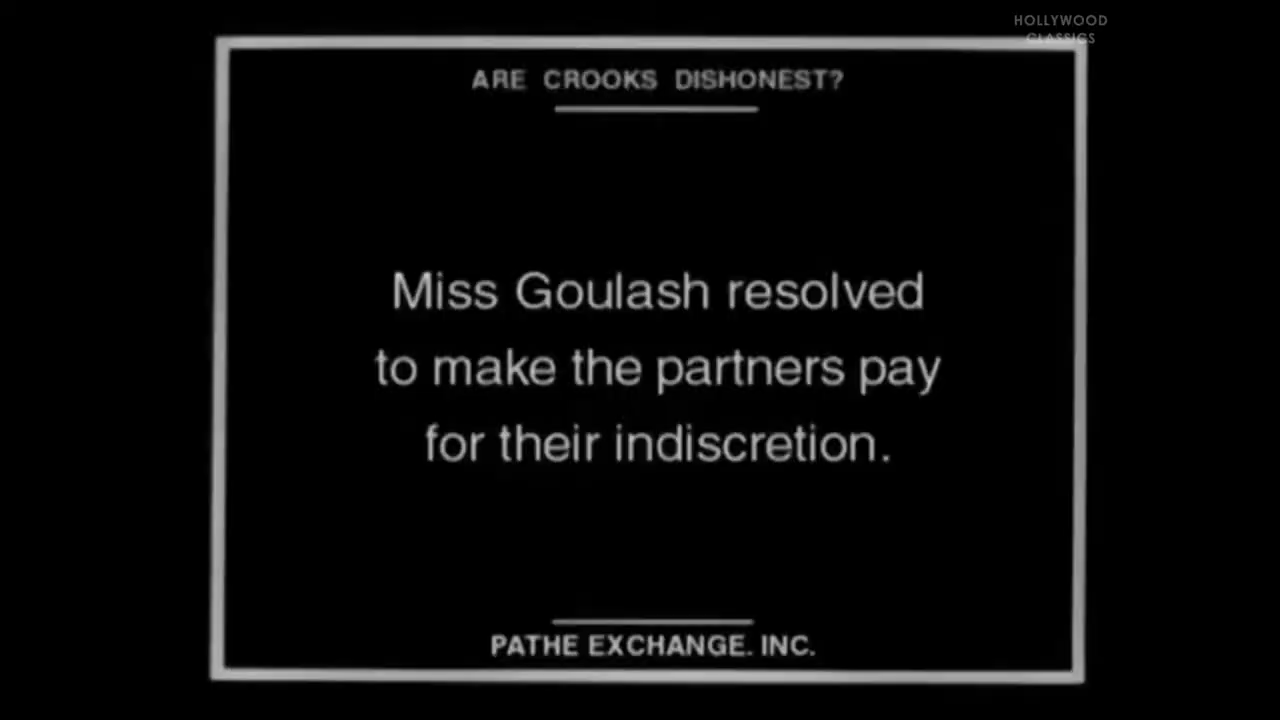 HOLLYWOOD
CLASSICS
ARE CROOKS DISHONEST?
Miss Goulash resolved
to make the partners pay
for their indiscretion.
PATHE EXCHANGE. INC.